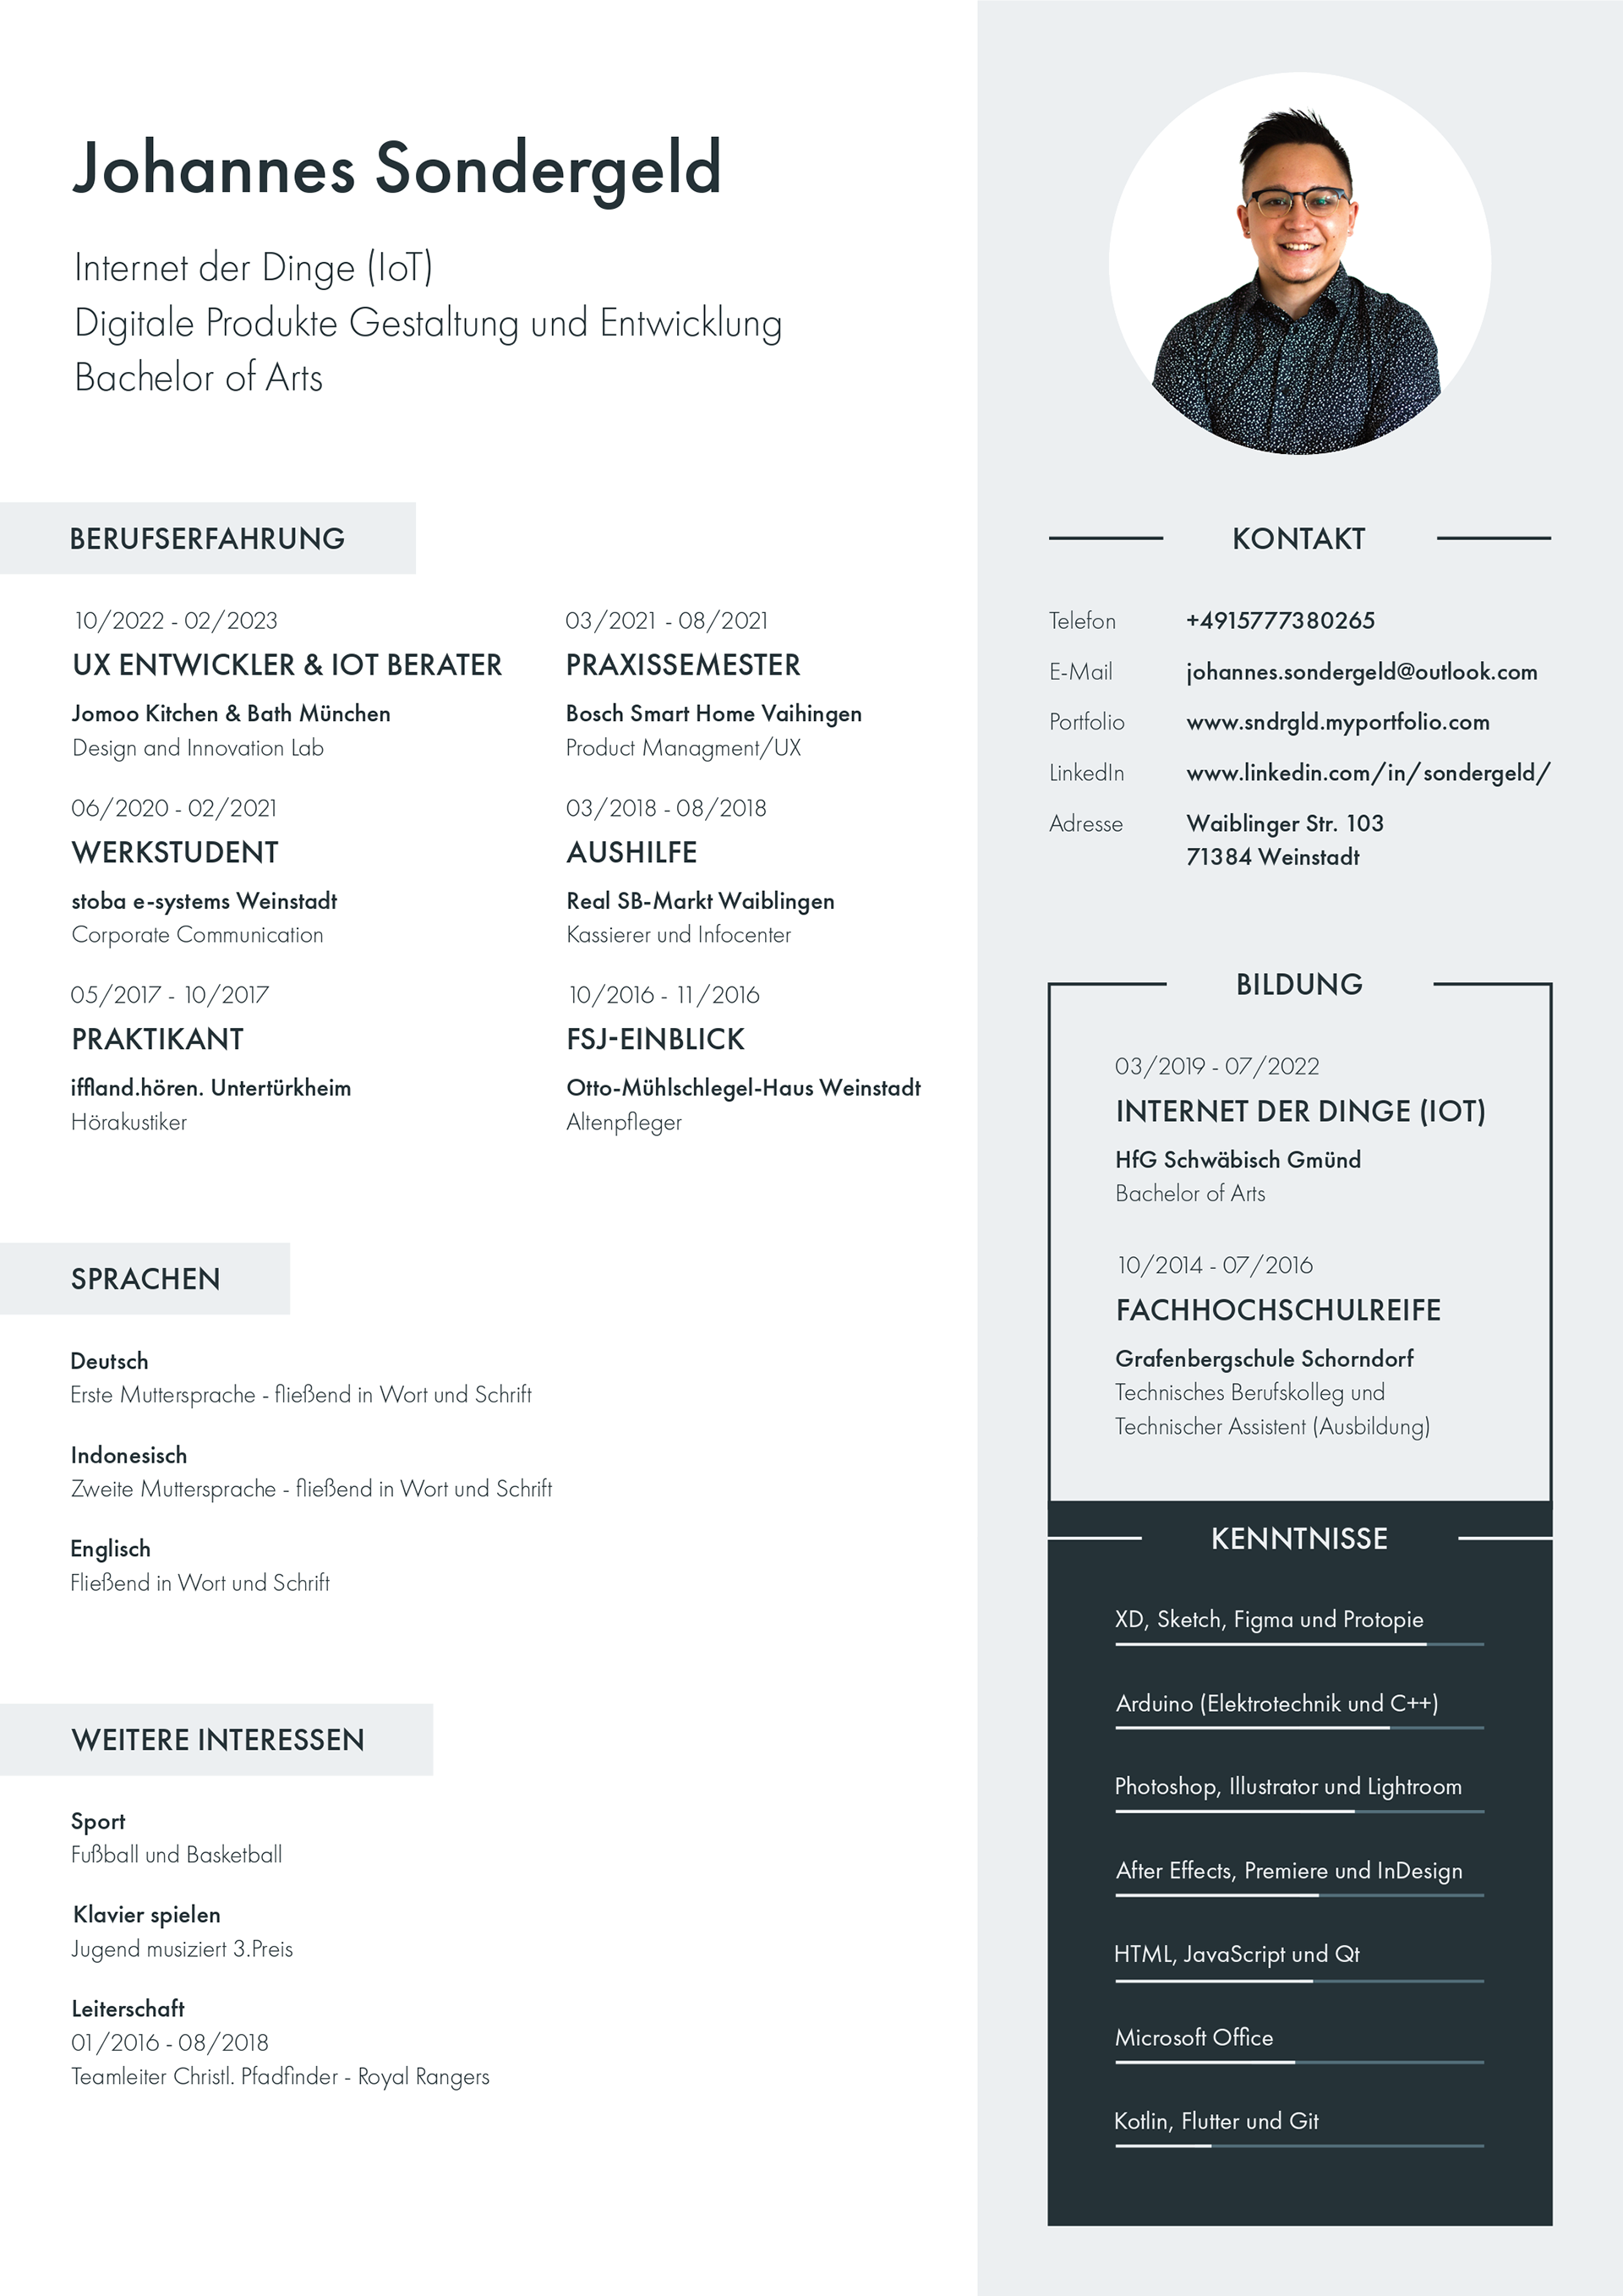 Johannes Sondergeld
Internet der Dinge (IoT)
Digitale Produkte Gestaltung und Entwicklung
Bachelor of Arts
BERUFSERFAHRUNG
10/2022 - 02/2023
UX ENTWICKLER & IOT BERATER
Jomoo Kitchen & Bath München
Design and Innovation Lab
06/2020 - 02/2021
WERKSTUDENT
stoba e-systems Weinstadt
Corporate Communication
05/2017 - 10/2017
PRAKTIKANT
iffland.hören. Untertürkheim
Hörakustiker
03/2021 - 08/2021
PRAXISSEMESTER
Bosch Smart Home Vaihingen
Product Managment/UX
03/2018 - 08/2018
AUSHILFE
Real SB-Markt Waiblingen
Kassierer und Infocenter
10/2016 - 11/2016
FSJ-EINBLICK
Otto-Mühlschlegel-Haus Weinstadt
Altenpfleger
SPRACHEN
Deutsch
Erste Muttersprache - fließend in Wort und Schrift
Indonesisch
Zweite Muttersprache - fließend in Wort und Schrift
Englisch
Fließend in Wort und Schrift
WEITERE INTERESSEN
Sport
Fußball und Basketball
Klavier spielen
Jugend musiziert 3.Preis
Leiterschaft
01/2016 - 08/2018
Teamleiter Christl. Pfadfinder - Royal Rangers
KONTAKT
Telefon +4915777380265
E-Mail johannes.sondergeld@outlook.com
Portfolio www.sndrgld.myportfolio.com
LinkedIn www.linkedin.com/in/sondergeld/
Adresse Waiblinger Str. 103
71384 Weinstadt
BILDUNG
03/2019 - 07/2022
INTERNET DER DINGE (IOT)
HfG Schwäbisch Gmünd
Bachelor of Arts
10/2014 - 07/2016
FACHHOCHSCHULREIFE
Grafenbergschule Schorndorf
Technisches Berufskolleg und
Technischer Assistent (Ausbildung)
KENNTNISSE
XD, Sketch, Figma und Protopie
Arduino (Elektrotechnik und C++)
Photoshop, Illustrator und Lightroom
After Effects, Premiere und InDesign
HTML, JavaScript und Qt
Microsoft Office
Kotlin, Flutter und Git